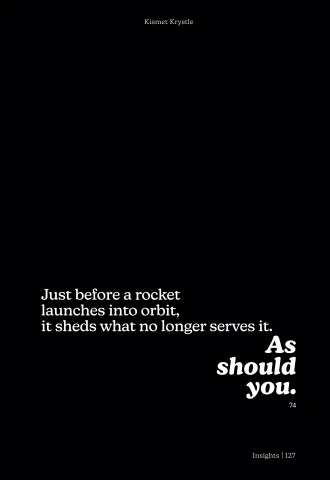 Kismet Krystle
Just before a rocket
launches into orbit,
it sheds what no longer serves it.
As
should
you.
74
Insights | 127